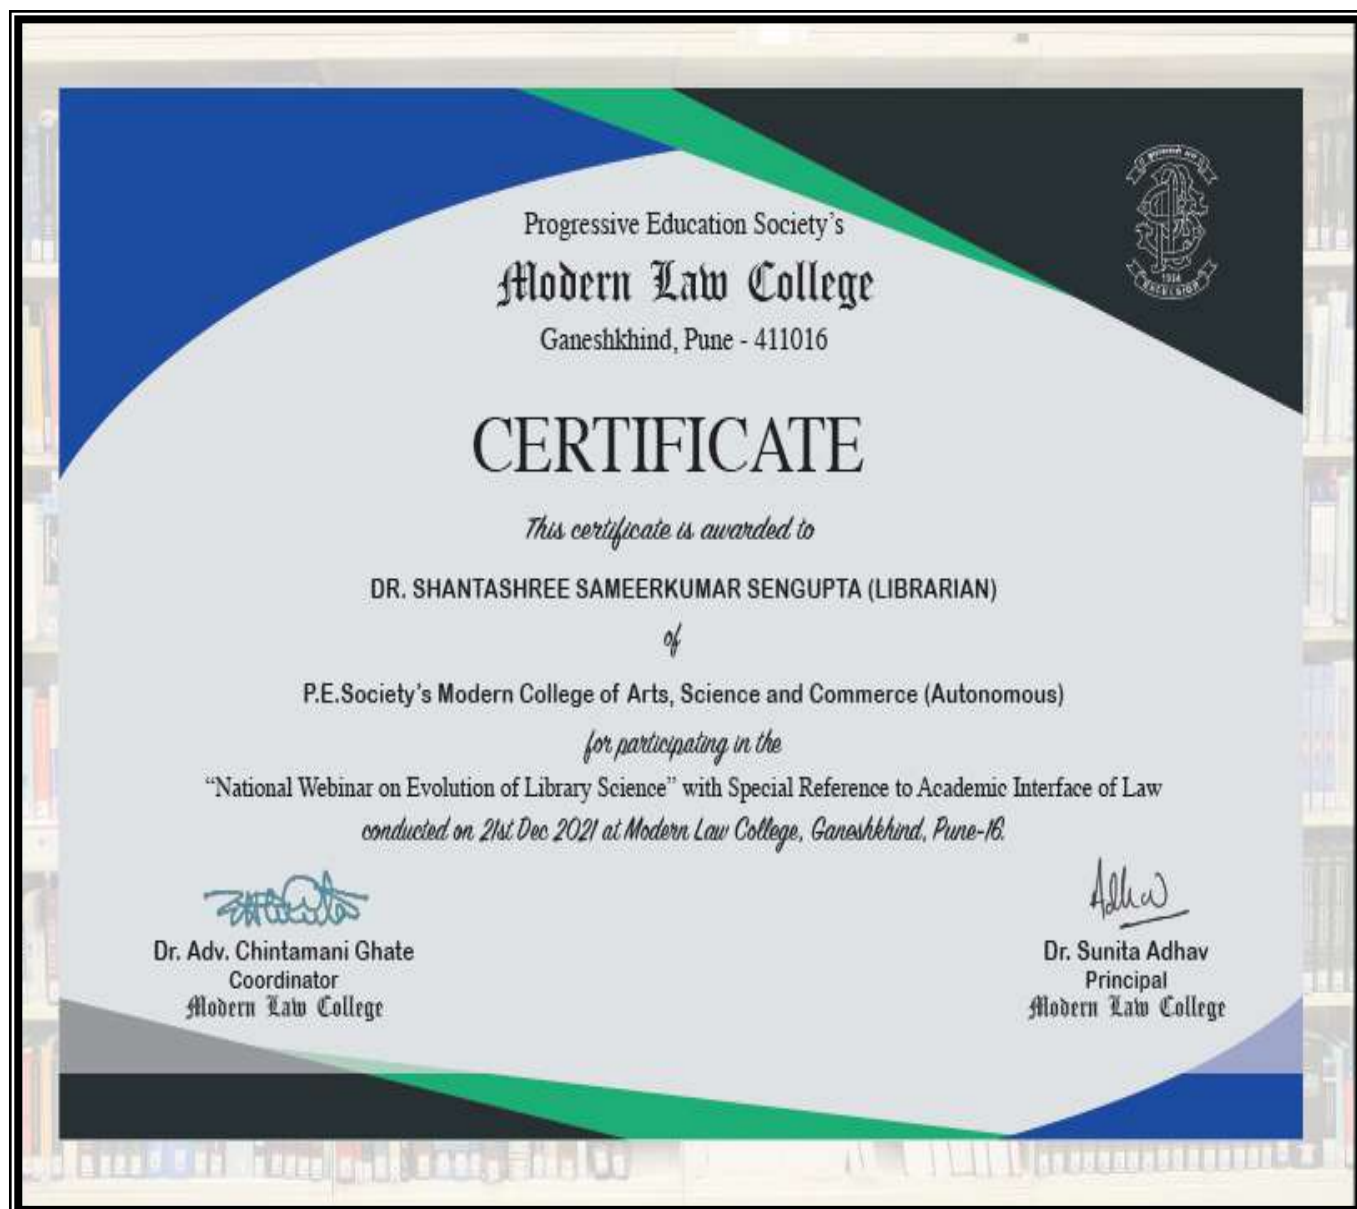 Progressive Education Society's
Modern Law College
Ganeshkhind, Pune - 411016
1934
EXCELSIOR
CERTIFICATE
This certificate is awarded to
DR. SHANTASHREE SAMEERKUMAR SENGUPTA (LIBRARIAN)
of
P.E.Society's Modern College of Arts, Science and Commerce (Autonomous)
for participating in the
“National Webinar on Evolution of Library Science” with Special Reference to Academic Interface of Law
conducted on 21st Dec 2021 at Modern Law College, Ganeshkhind, Pune-16.
Adhav
Dr. Adv. Chintamani Ghate
Coordinator
Modern Law College
Dr. Sunita Adhav
Principal
Modern Law College